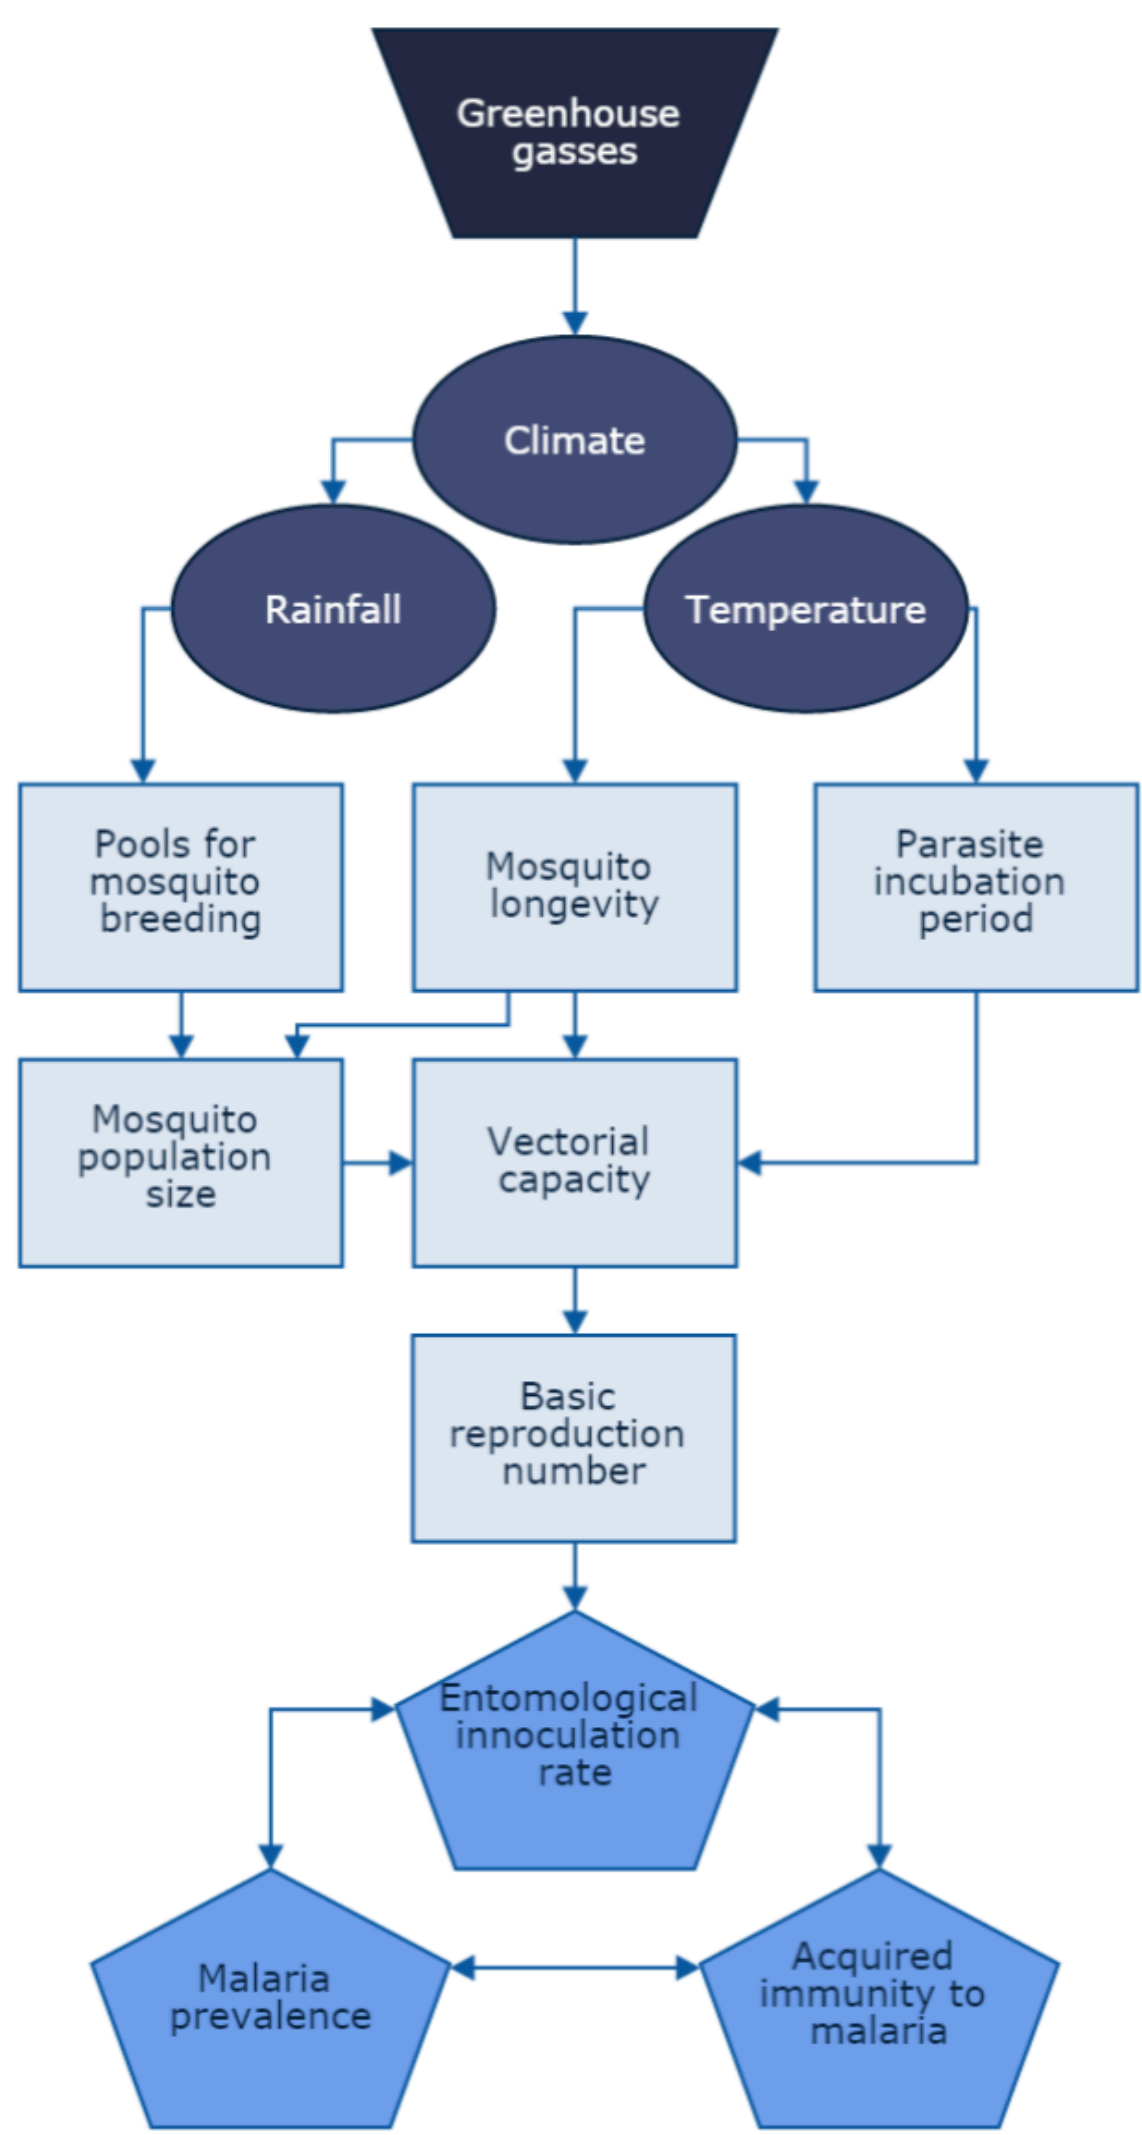 Greenhouse
gasses
Climate
Rainfall
Temperature
Pools for
mosquito
breeding
Mosquito
longevity
Parasite
incubation
period
Mosquito
population
size
Vectorial
capacity
Basic
reproduction
number
Entomological
innoculation
rate
Malaria
prevalence
Acquired
immunity to
malaria